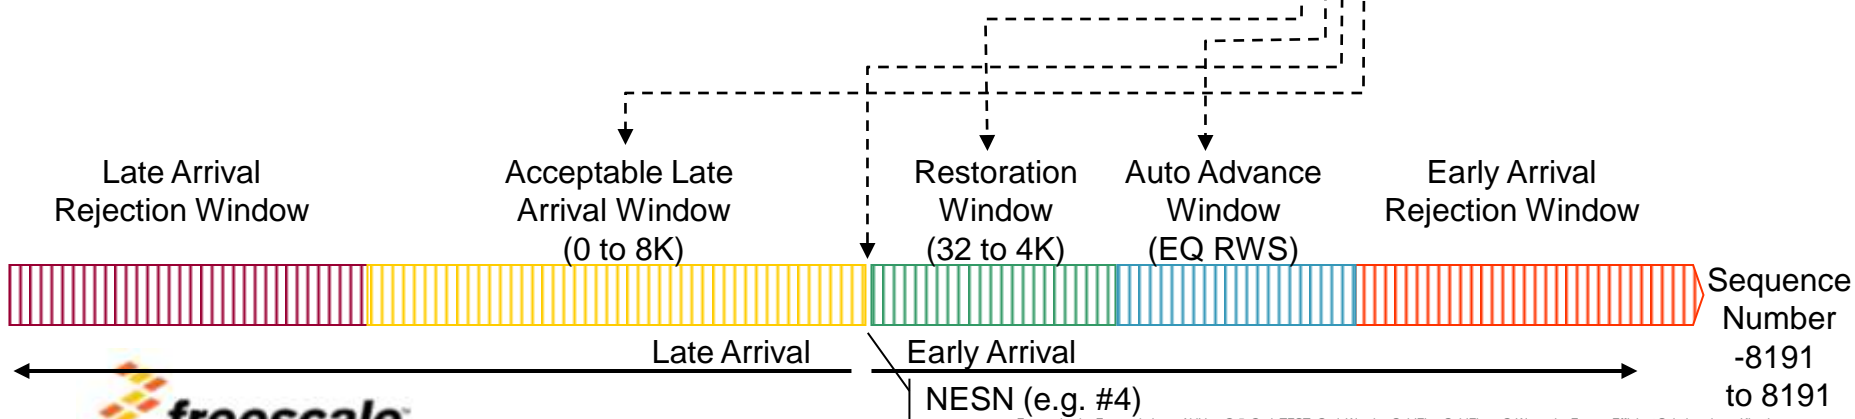 Late Arrival
Rejection Window
Acceptable Late
Arrival Window
(0 to 8K)
Restoration
Window
(32 to 4K)
Auto Advance
Window
(EQ RWS)
Early Arrival
Rejection Window
Sequence
Number
-8191
to 8191
Late Arrival
Early Arrival
NESN (e.g. #4)
freescale